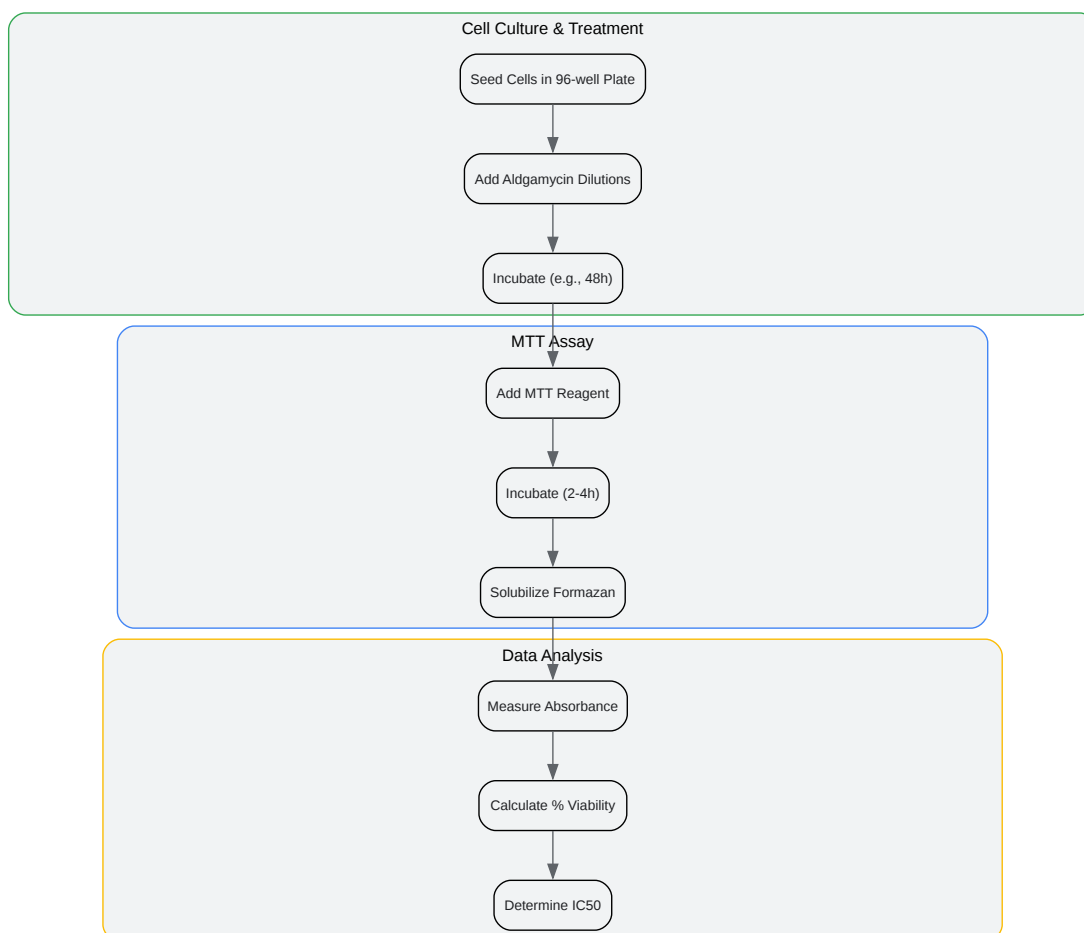 Cell Culture & Treatment
Seed Cells in 96-well Plate
Add Aldgamycin Dilutions
Incubate (e.g., 48h)
MTT Assay
Add MTT Reagent
Incubate (2-4h)
Solubilize Formazan
Data Analysis
Measure Absorbance
Calculate % Viability
Determine IC50